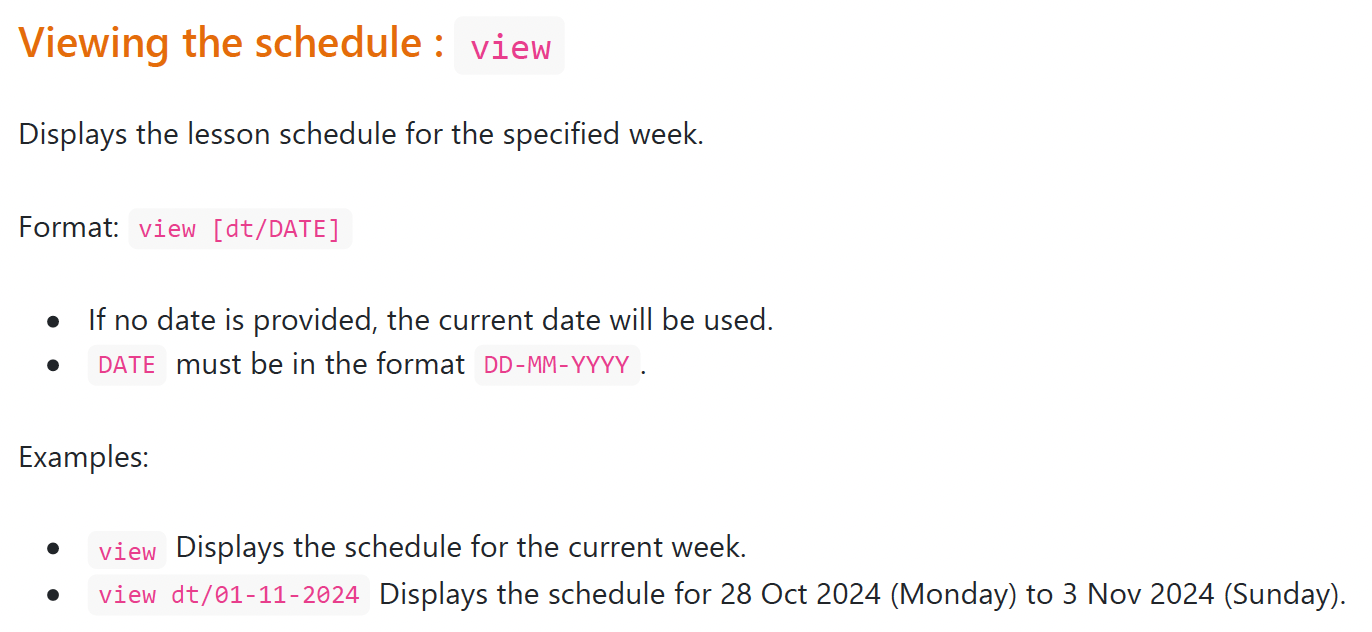 Viewing the schedule : view
Displays the lesson schedule for the specified week.
Format: view [dt/DATE]
● If no date is provided, the current date will be used.
● DATE must be in the format DD-MM-YYYY .
Examples:
● view Displays the schedule for the current week.
● view dt/01-11-2024 Displays the schedule for 28 Oct 2024 (Monday) to 3 Nov 2024 (Sunday).